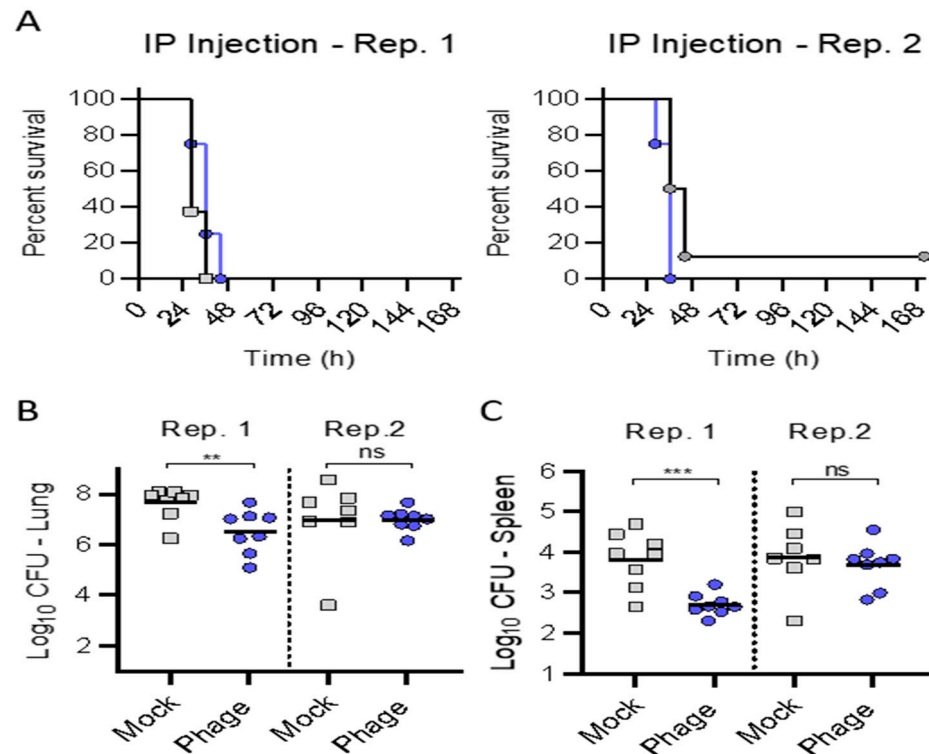 A
IP Injection - Rep. 1
IP Injection - Rep. 2
Percent survival
100
80
60
40
20
0
0 24 48 72 96 120 144 168
Time (h)
Percent survival
100
80
60
40
20
0
0 24 48 72 96 120 144 168
Time (h)
B
Rep. 1
Rep.2
**
ns
Log10 CFU - Lung
8
6
4
2
Mock Phage Mock Phage
C
Rep. 1
Rep.2
***
ns
Log10 CFU - Spleen
6
5
4
3
2
1
Mock Phage Mock Phage